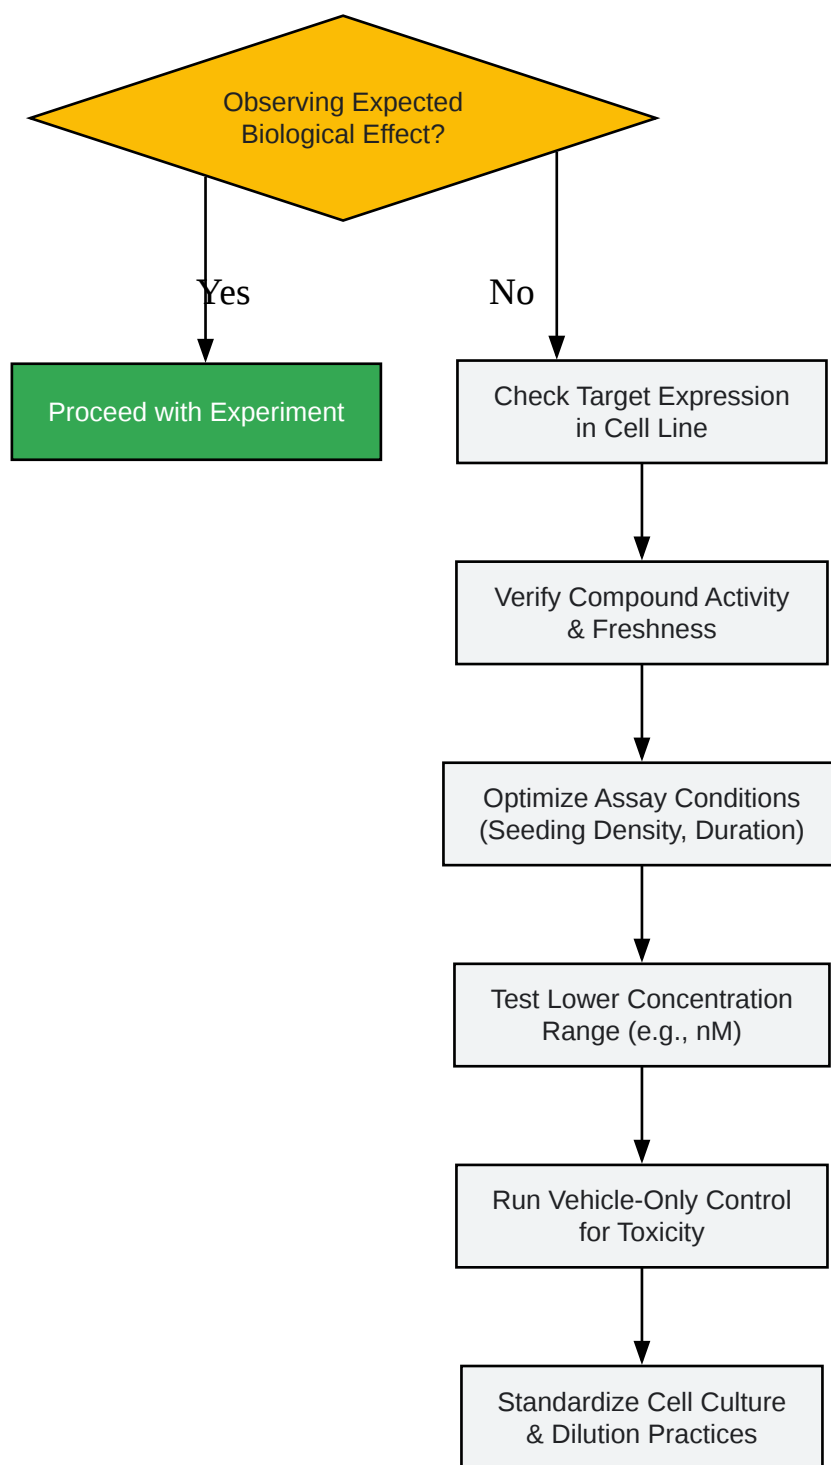 Observing Expected
Biological Effect?
Yes
No
Proceed with Experiment
Check Target Expression
in Cell Line
Verify Compound Activity
& Freshness
Optimize Assay Conditions
(Seeding Density, Duration)
Test Lower Concentration
Range (e.g., nM)
Run Vehicle-Only Control
for Toxicity
Standardize Cell Culture
& Dilution Practices